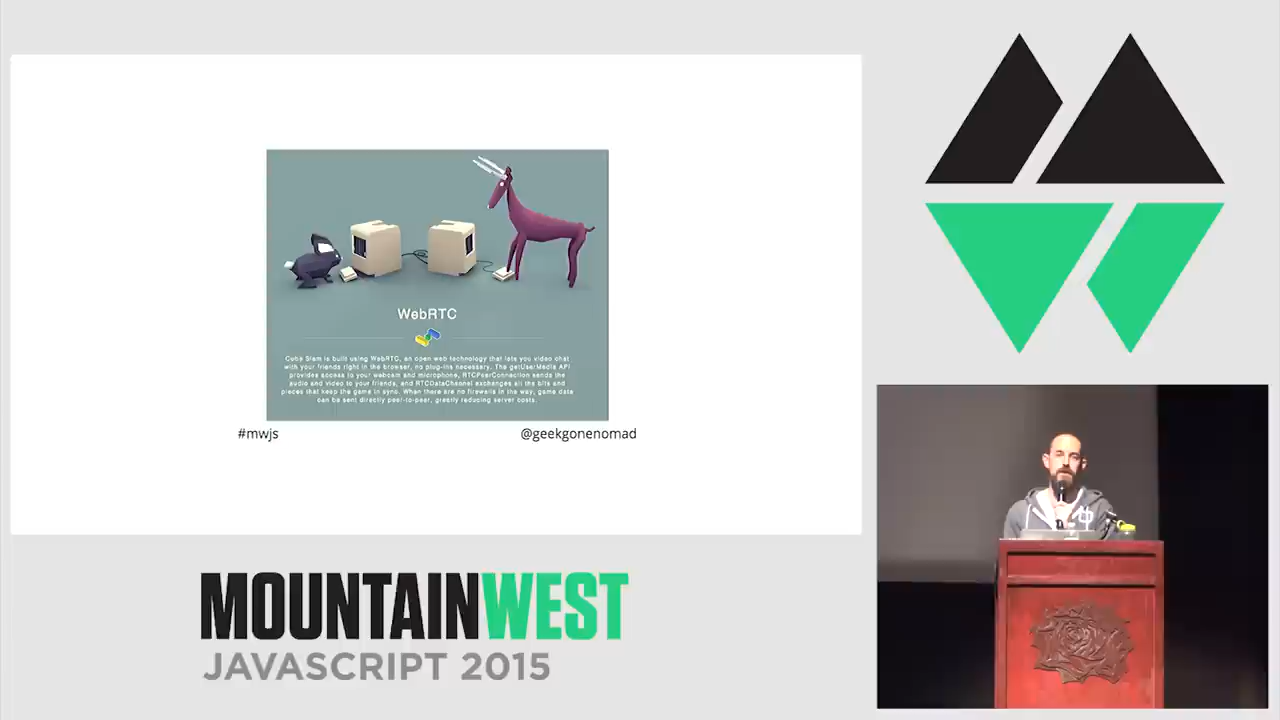 WebRTC
Cube Slam is built using WebRTC, an open web technology that lets you video chat
with your friends right in the browser, no plug-ins necessary. The getUserMedia API
provides access to your webcam and microphone, RTCPeerConnection sends the
audio and video to your friends, and RTCDataChannel exchanges all the bits and
pieces that keep the game in sync. When there are no firewalls in the way, game data
can be sent directly peer-to-peer, greatly reducing server costs.
#mwjs
@geekgonenomad
MOUNTAINWEST
JAVASCRIPT 2015